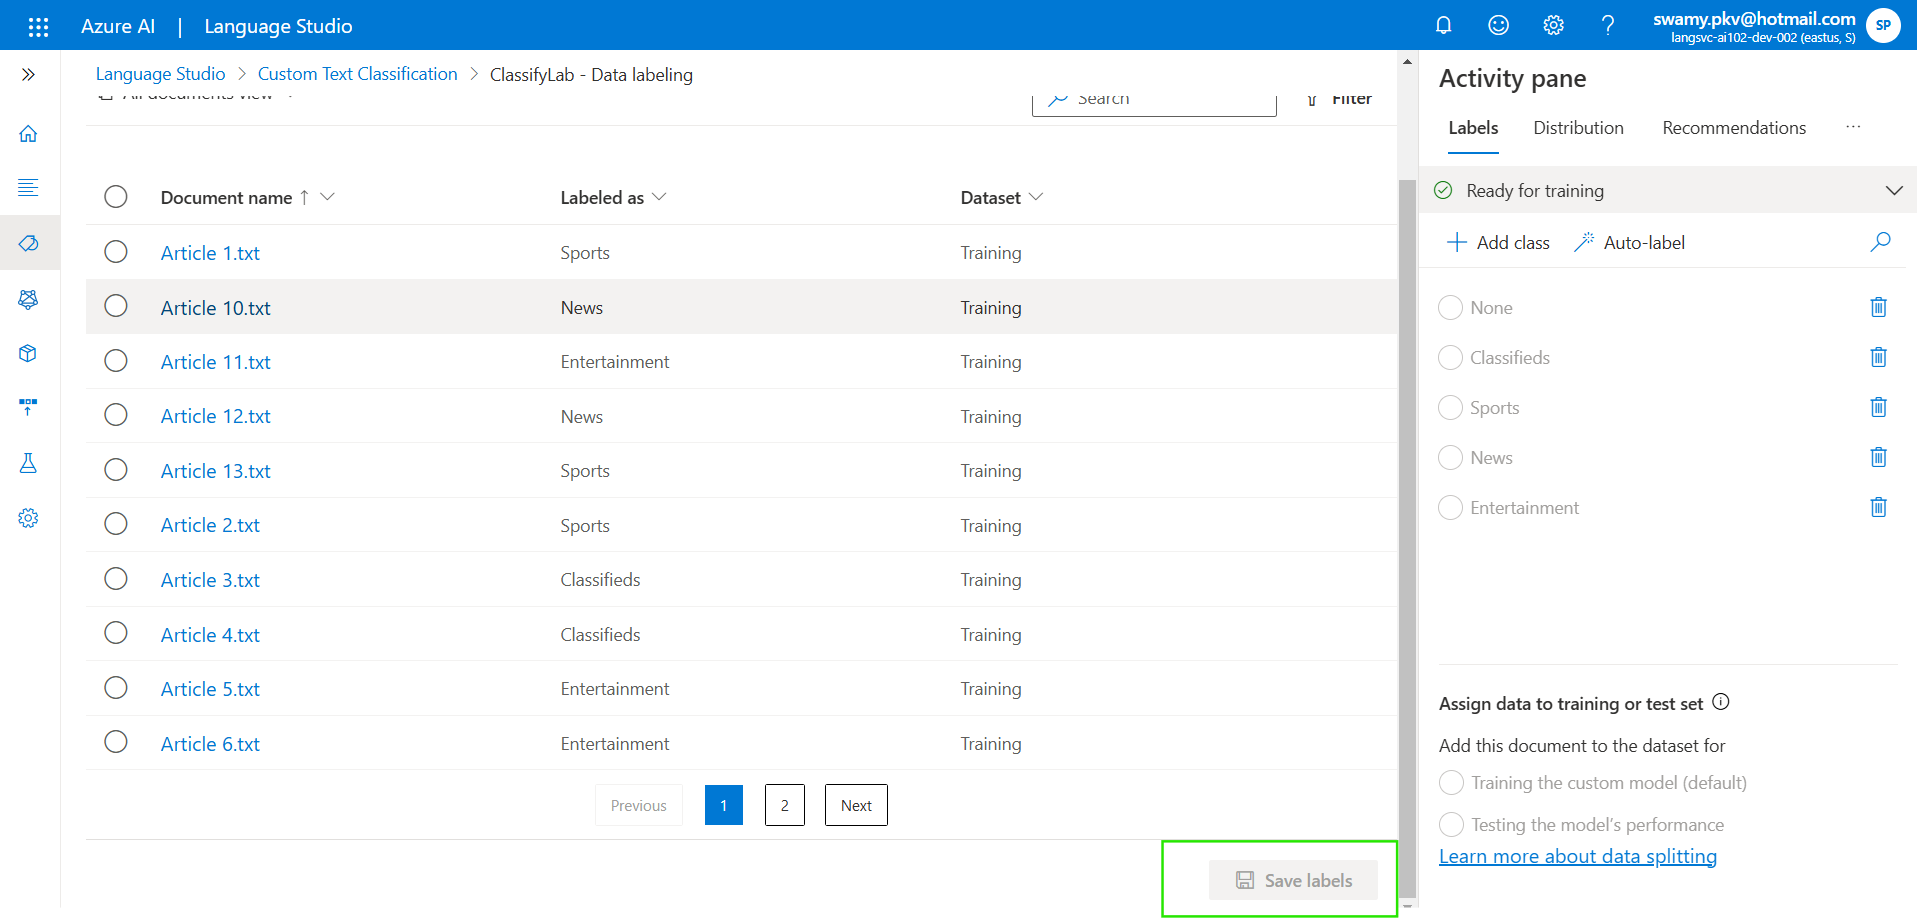 Azure AI | Language Studio
swamy.pkv@hotmail.com
langsvc-ai102-dev-002 (eastus, S)
SP
Language Studio > Custom Text Classification > ClassifyLab - Data labeling
All documents view
Search
Filter
Document name ↑ Labeled as Dataset
Article 1.txt Sports Training
Article 10.txt News Training
Article 11.txt Entertainment Training
Article 12.txt News Training
Article 13.txt Sports Training
Article 2.txt Sports Training
Article 3.txt Classifieds Training
Article 4.txt Classifieds Training
Article 5.txt Entertainment Training
Article 6.txt Entertainment Training
Previous 1 2 Next
Save labels
Activity pane
Labels Distribution Recommendations ...
Ready for training
Add class Auto-label
None
Classifieds
Sports
News
Entertainment
Assign data to training or test set
Add this document to the dataset for
Training the custom model (default)
Testing the model's performance
Learn more about data splitting